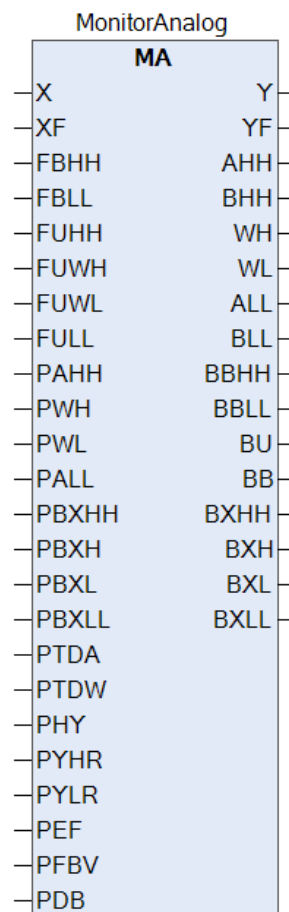 MonitorAnalog
MA
X Y
XF YF
FBHH AHH
FBLL BHH
FUHH WH
FUWH WL
FUWL ALL
FULL BLL
PAHH BBHH
PWH BBLL
PWL BU
PALL BB
PBXHH BXHH
PBXH BXH
PBXL BXL
PBXLL BXLL
PTDA
PTDW
PHY
PYHR
PYLR
PEF
PFBV
PDB